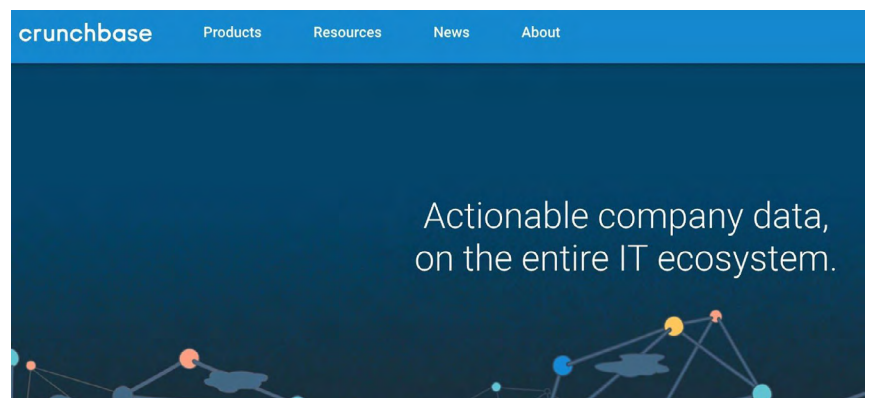 crunchbase Products Resources News About
Actionable company data,
on the entire IT ecosystem.